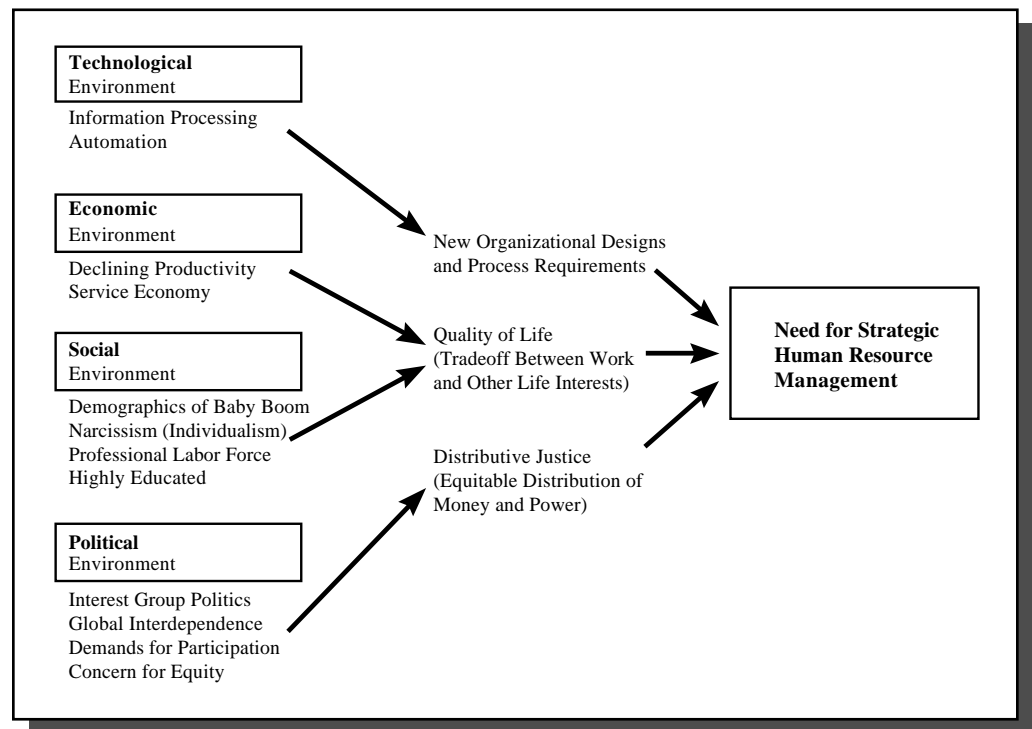 Technological
Environment
Information Processing
Automation
Economic
Environment
Declining Productivity
Service Economy
Social
Environment
Demographics of Baby Boom
Narcissism (Individualism)
Professional Labor Force
Highly Educated
Political
Environment
Interest Group Politics
Global Interdependence
Demands for Participation
Concern for Equity
New Organizational Designs
and Process Requirements
Quality of Life
(Tradeoff Between Work
and Other Life Interests)
Distributive Justice
(Equitable Distribution of
Money and Power)
Need for Strategic
Human Resource
Management